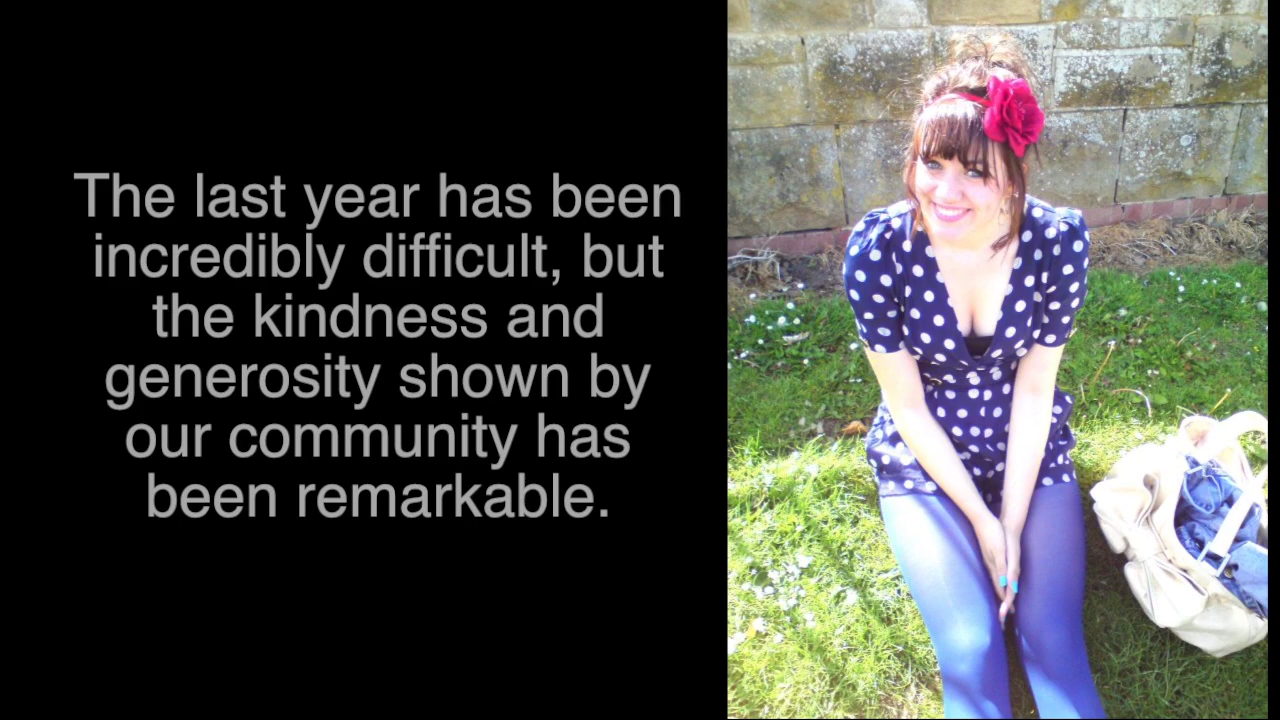 The last year has been
incredibly difficult, but
the kindness and
generosity shown by
our community has
been remarkable.